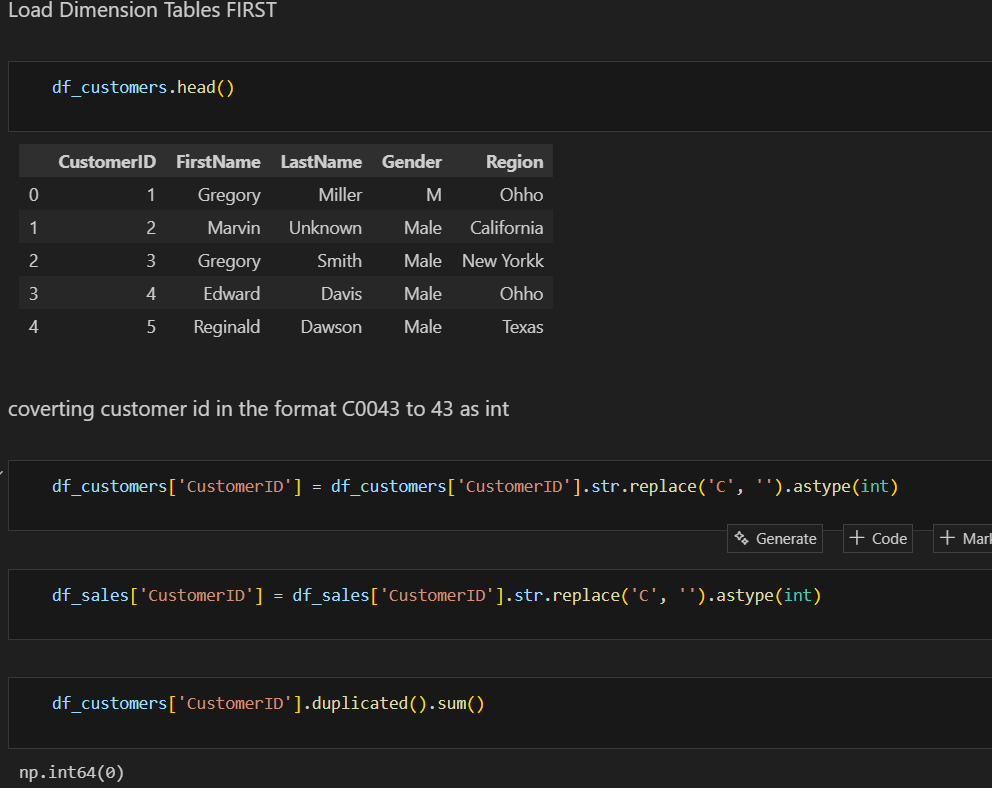 Load Dimension Tables FIRST
df_customers.head()
CustomerID FirstName LastName Gender Region
0 1 Gregory Miller M Ohho
1 2 Marvin Unknown Male California
2 3 Gregory Smith Male New Yorkk
3 4 Edward Davis Male Ohho
4 5 Reginald Dawson Male Texas
coverting customer id in the format C0043 to 43 as int
df_customers['CustomerID'] = df_customers['CustomerID'].str.replace('C', '').astype(int)
Generate + Code + Mark
df_sales['CustomerID'] = df_sales['CustomerID'].str.replace('C', '').astype(int)
df_customers['CustomerID'].duplicated().sum()
np.int64(0)